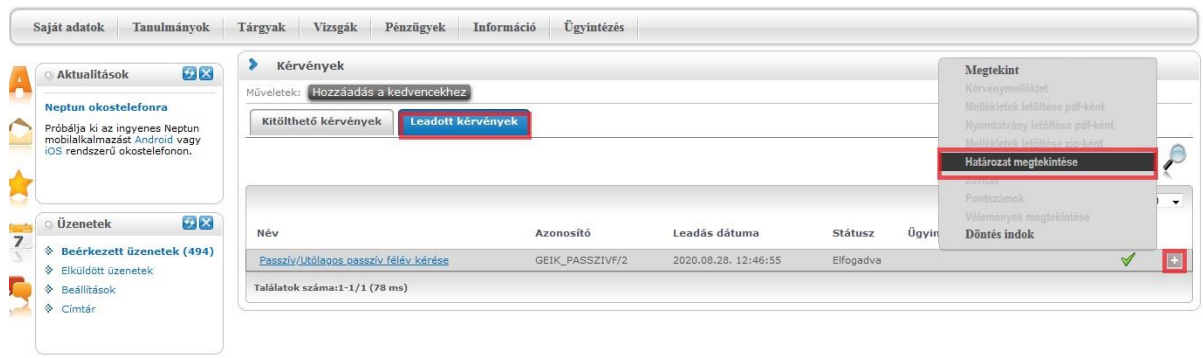 Saját adatok Tanulmányok Tárgyak Vizsgák Pénzügyek Információ Ügyintézés
Aktualitások
Neptun okostelefonra
Próbálja ki az ingyenes Neptun
mobilalkalmazást Android vagy
iOS rendszerű okostelefonon.
Üzenetek
7
Beérkezett üzenetek (494)
Elküldött üzenetek
Beállítások
Címtár
Kérvények
Műveletek: Hozzáadás a kedvencekhez
Kitölthető kérvények Leadott kérvények
Megtekint
Kérvénymelléklet
Mellékletek letöltése pdf-ként
Nyomtatvány letöltése pdf-ként
Mellékletek letöltése zip-ként
Határozat megtekintése
Pontszámok
Vélemények megtekintése
Döntés indok
Név Azonosító Leadás dátuma Státusz Ügyin
Passzív/Utólagos passzív félév kérése GEIK_PASSZIVF/2 2020.08.28. 12:46:55 Elfogadva
Találatok száma:1-1/1 (78 ms)